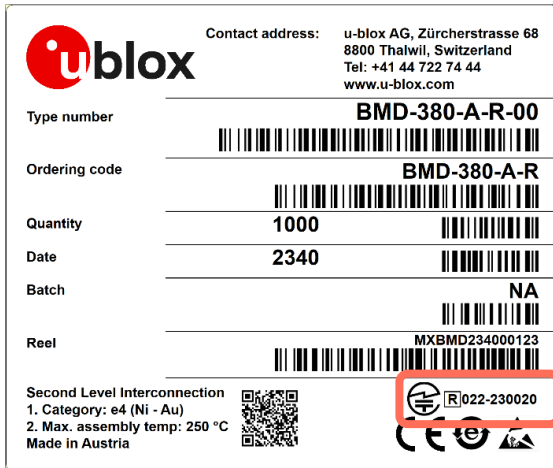 ublox
Contact address: u-blox AG, Zürcherstrasse 68
8800 Thalwil, Switzerland
Tel: +41 44 722 74 44
www.u-blox.com
Type number BMD-380-A-R-00
Ordering code BMD-380-A-R
Quantity 1000
Date 2340
Batch NA
Reel MXBMD234000123
Second Level Interconnection
1. Category: e4 (Ni - Au)
2. Max. assembly temp: 250 °C
Made in Austria
R 022-230020
CE e